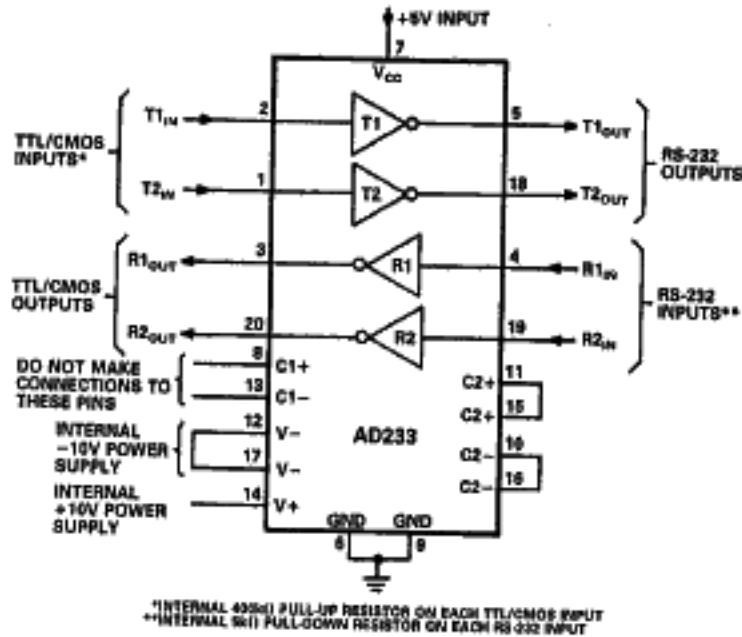 +5V INPUT
7
VCC
TTL/CMOS
INPUTS*
T1IN
2
T1
5
T1OUT
T2IN
1
T2
18
T2OUT
RS-232
OUTPUTS
TTL/CMOS
OUTPUTS
R1OUT
3
R1
4
R1IN
R2OUT
20
R2
19
R2IN
RS-232
INPUTS**
DO NOT MAKE
CONNECTIONS TO
THESE PINS
8
C1+
13
C1–
INTERNAL
–10V POWER
SUPPLY
12
V–
17
V–
INTERNAL
+10V POWER
SUPPLY
14
V+
AD233
C2+
11
C2+
15
C2–
C2–
16
GND
GND
6
9
*INTERNAL 400kΩ PULL-UP RESISTOR ON EACH TTL/CMOS INPUT
**INTERNAL 5kΩ PULL-DOWN RESISTOR ON EACH RS-232 INPUT